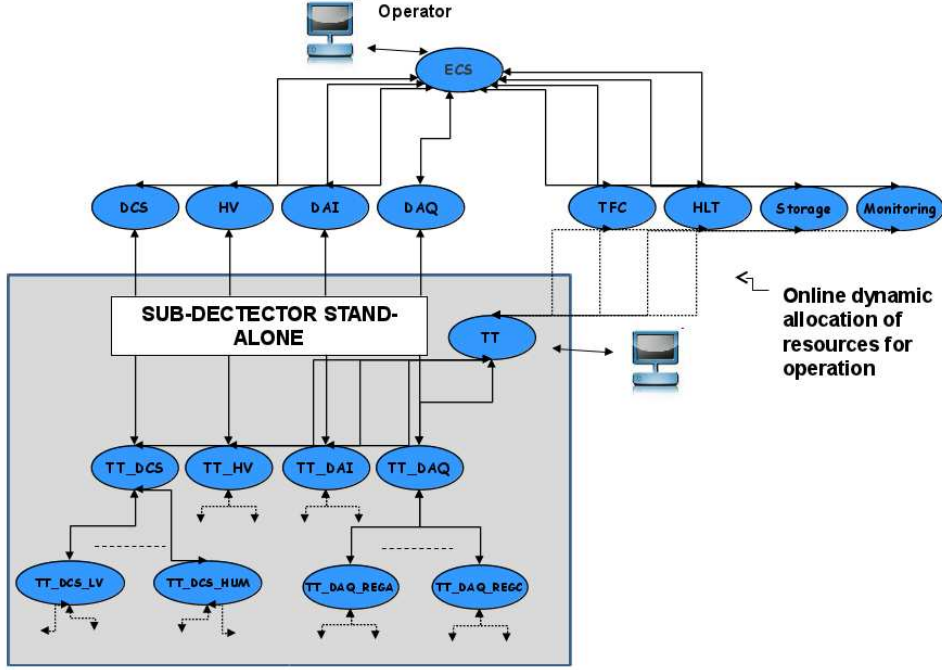 Operator
ECS
DCS
HV
DAI
DAQ
TFC
HLT
Storage
Monitoring
SUB-DECTECTOR STAND-
ALONE
TT
Online dynamic
allocation of
resources for
operation
TT_DCS
TT_HV
TT_DAI
TT_DAQ
TT_DCS_LV
TT_DCS_HUM
TT_DAQ_REGA
TT_DAQ_REGC